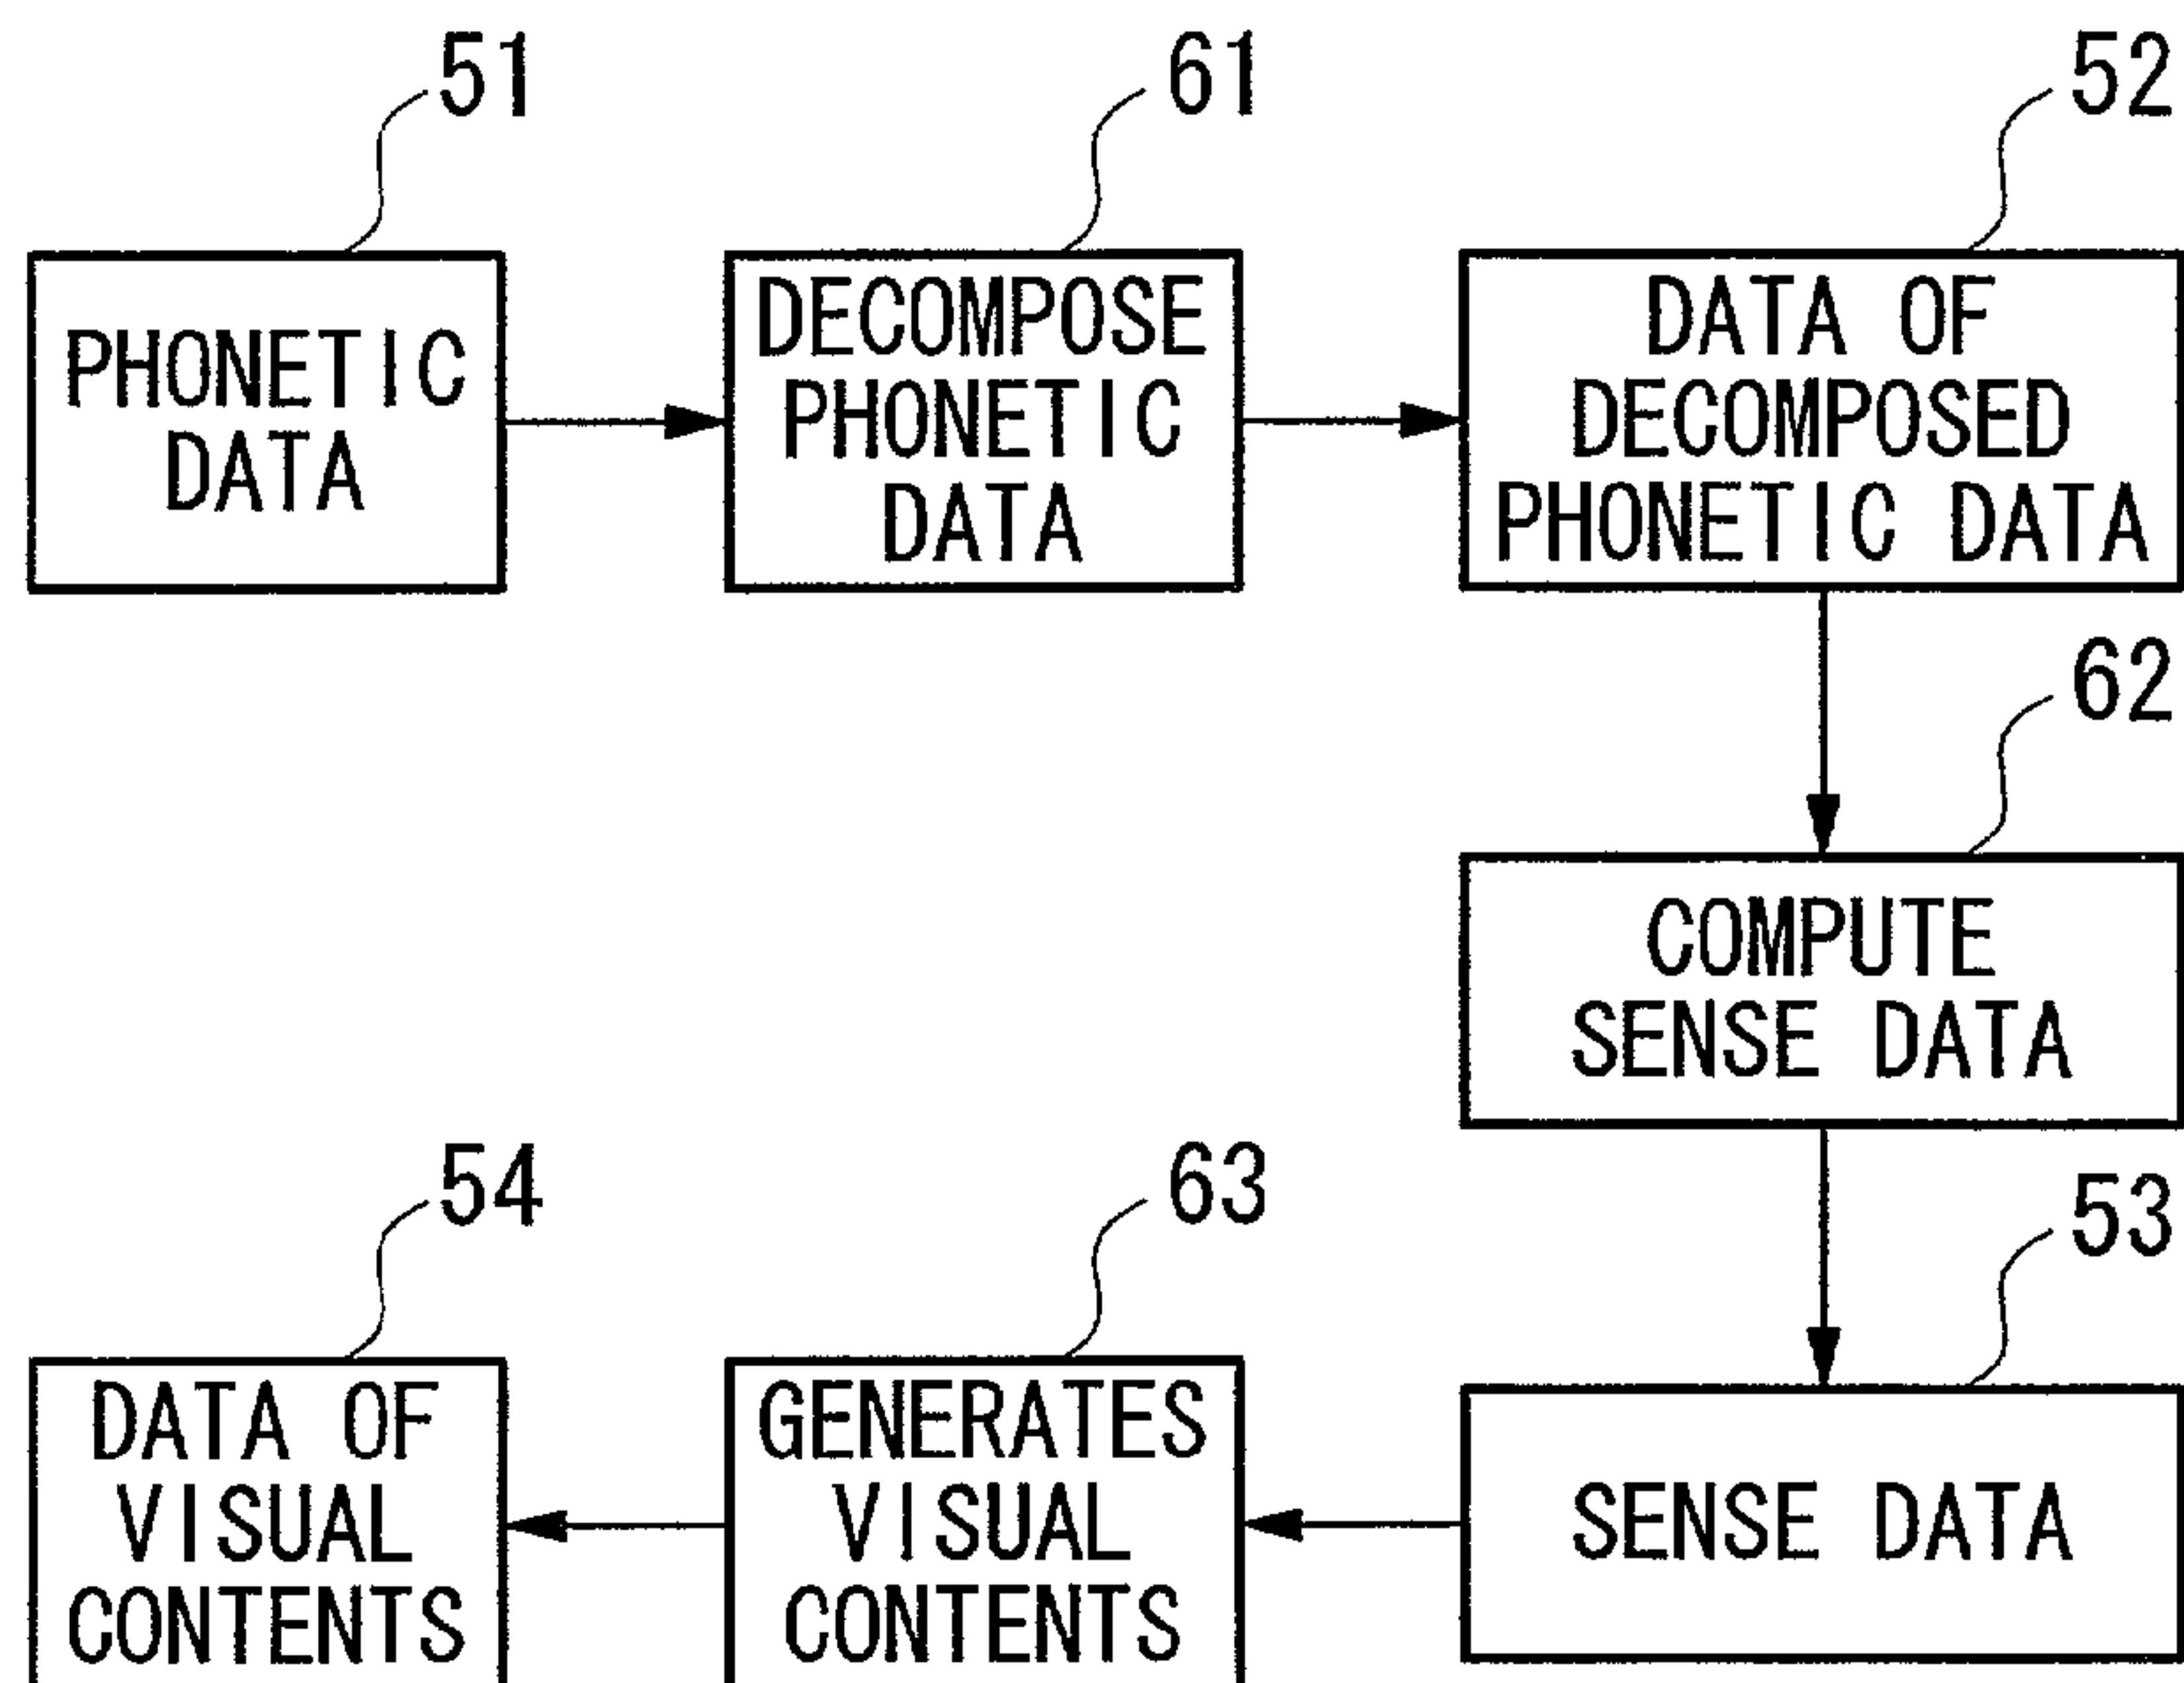 51
61
52
PHONETIC
DATA
DECOMPOSE
PHONETIC
DATA
DATA OF
DECOMPOSED
PHONETIC DATA
62
COMPUTE
SENSE DATA
54
63
53
DATA OF
VISUAL
CONTENTS
GENERATES
VISUAL
CONTENTS
SENSE DATA